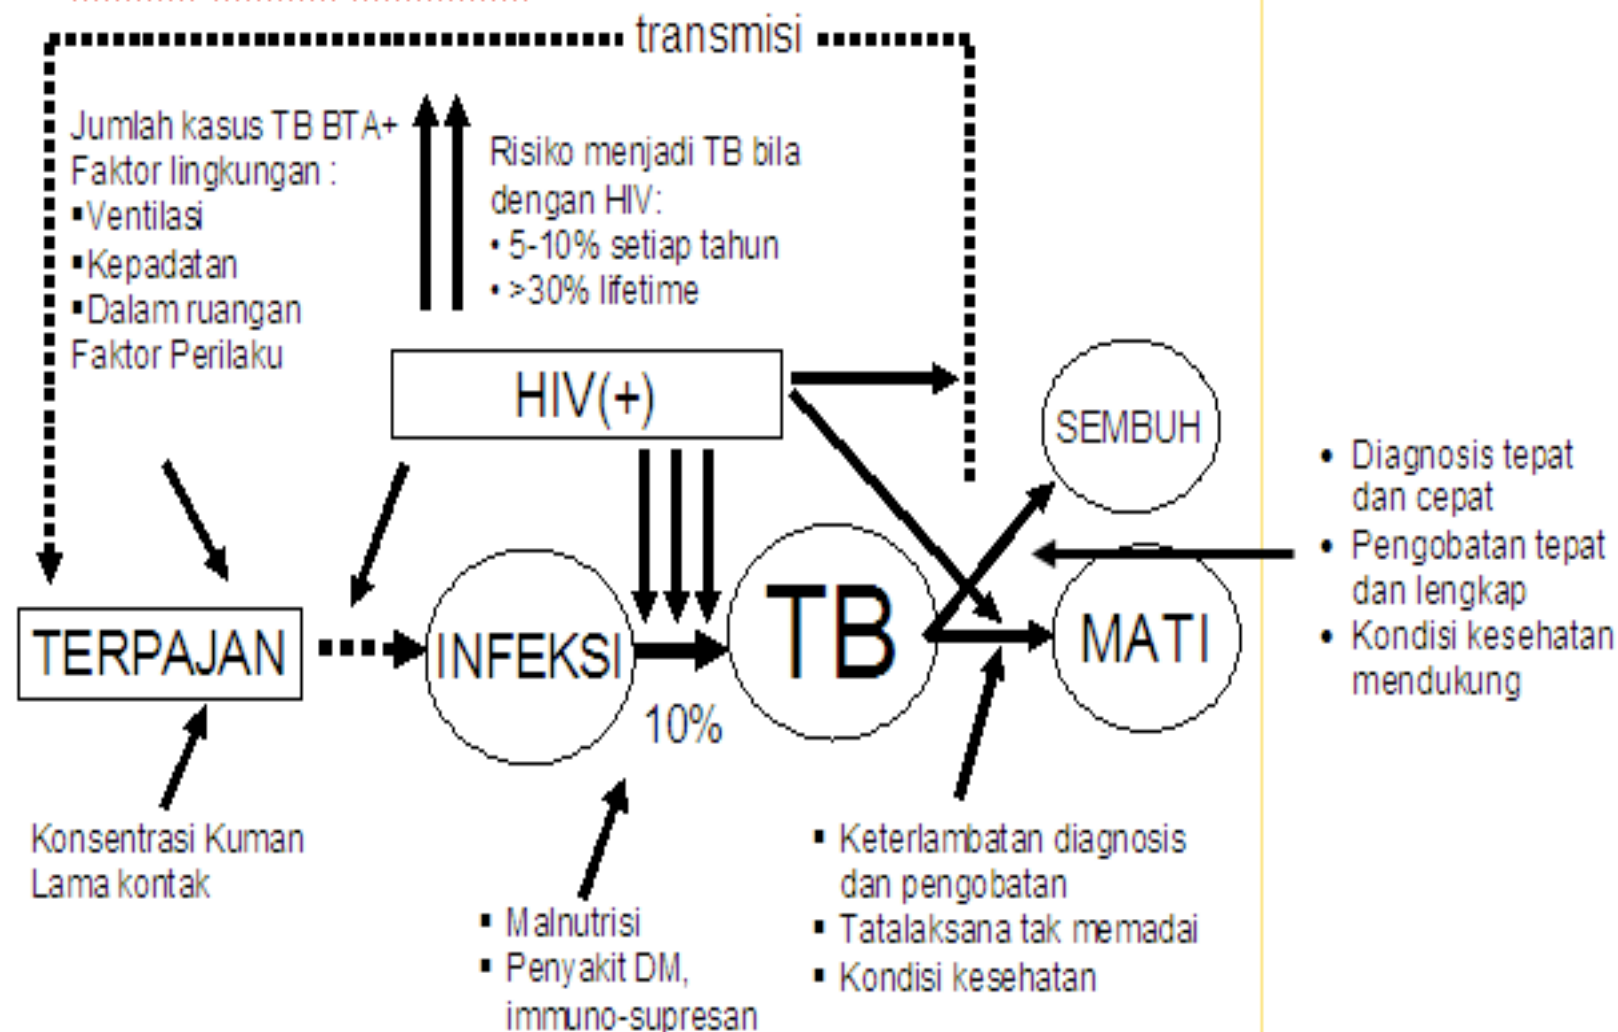 transmisi
Jumlah kasus TB BTA+
Faktor lingkungan :
▪Ventilasi
▪Kepadatan
▪Dalam ruangan
Faktor Perilaku
Risiko menjadi TB bila
dengan HIV:
• 5-10% setiap tahun
• >30% lifetime
HIV(+)
SEMBUH
• Diagnosis tepat
dan cepat
• Pengobatan tepat
dan lengkap
• Kondisi kesehatan
mendukung
TERPAJAN
INFEKSI
TB
MATI
10%
Konsentrasi Kuman
Lama kontak
▪ Malnutrisi
▪ Penyakit DM,
immuno-supresan
▪ Keterlambatan diagnosis
dan pengobatan
▪ Tatalaksana tak memadai
▪ Kondisi kesehatan